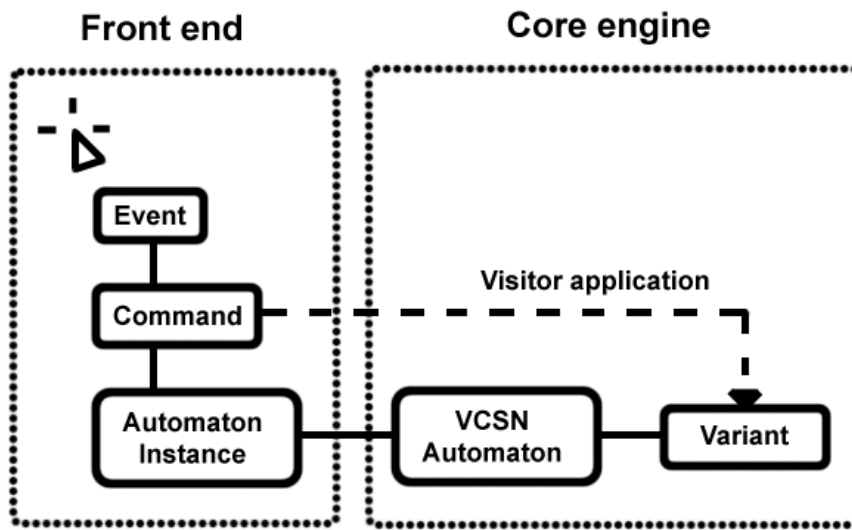 Front end
Core engine
Event
Visitor application
Command
Automaton
Instance
VCSN
Automaton
Variant